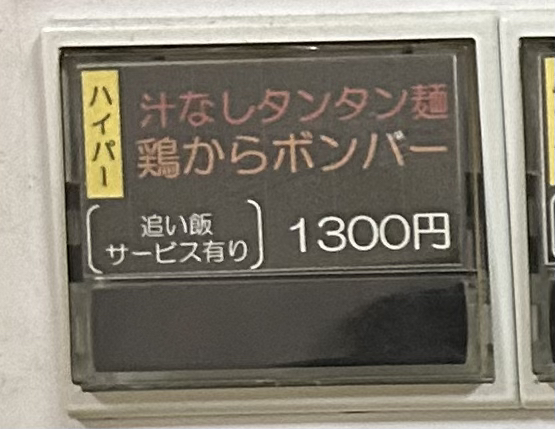 ハイパー
汁なしタンタン麺
鶏からボンバー
追い飯
サービス有り
1300円